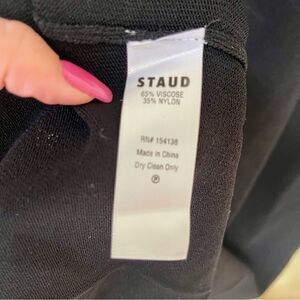 STAUD
65% VISCOSE
35% NYLON
RN# 154138
Made in China
Dry Clean Only
Ⓟ